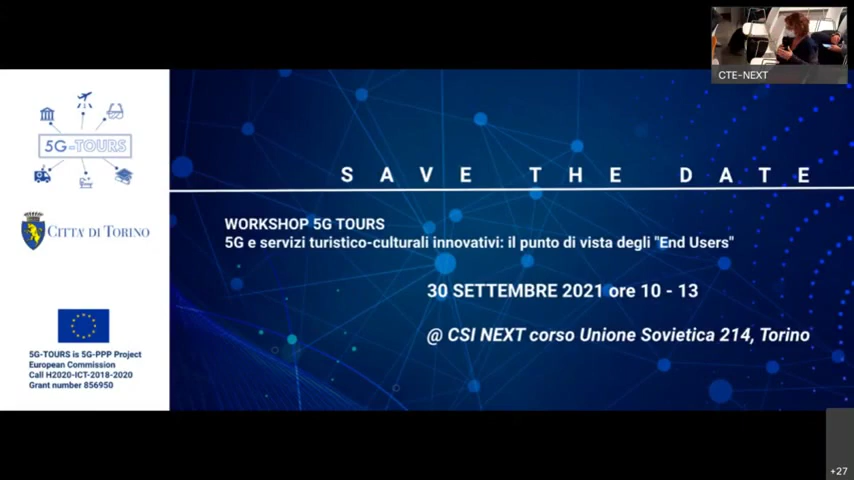 CTE-NEXT
5G-TOURS
CITTA' DI TORINO
5G-TOURS is 5G-PPP Project
European Commission
Call H2020-ICT-2018-2020
Grant number 856950
SAVE THE DATE
WORKSHOP 5G TOURS
5G e servizi turistico-culturali innovativi: il punto di vista degli "End Users"
30 SETTEMBRE 2021 ore 10 - 13
@ CSI NEXT corso Unione Sovietica 214, Torino
+27